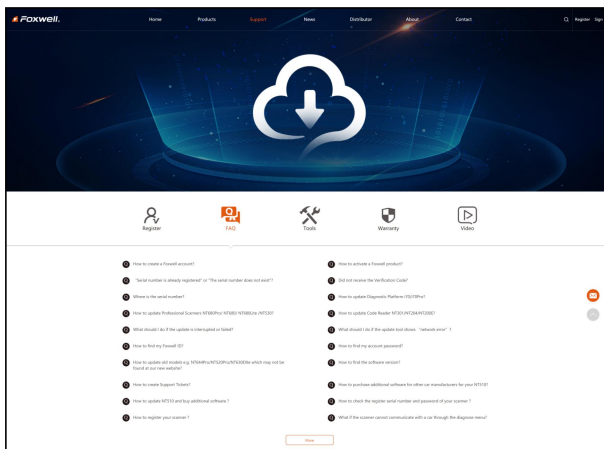 Foxwell.
Home Products Support News Distributor About Contact Register Sign
Register FAQ Tools Warranty Video
How to create a Foxwell account?
How to activate a Foxwell product?
"Serial number is already registered" or "The serial number does not exist"?
Did not receive the Verification Code?
Where is the serial number?
How to update Diagnostic Platform I70/I70Pro?
How to update Professional Scanners NT680Pro/ NT680/ NT680Lite /NT530?
How to update Code Reader NT301/NT204/NT200E?
What should I do if the update is interrupted or failed?
What should I do if the update tool shows "network error" ?
How to find my Foxwell ID?
How to find my account password?
How to update old models e.g. NT644Pro/NT520Pro/NT630Elite which may not be
found at our new website?
How to find the software version?
How to create Support Tickets?
How to purchase additional software for other car manufacturers for your NT510?
How to update NT510 and buy additional software ?
How to check the register serial number and password of your scanner ?
How to register your scanner ?
What if the scanner cannot communicate with a car through the diagnose menu?
More